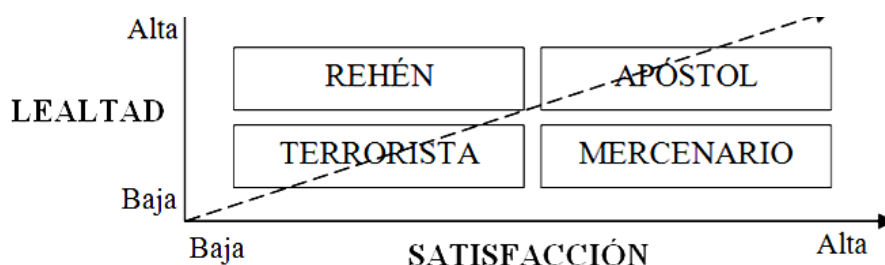 Alta
REHÉN APÓSTOL
LEALTAD
TERRORISTA MERCENARIO
Baja
Baja SATISFACCIÓN Alta